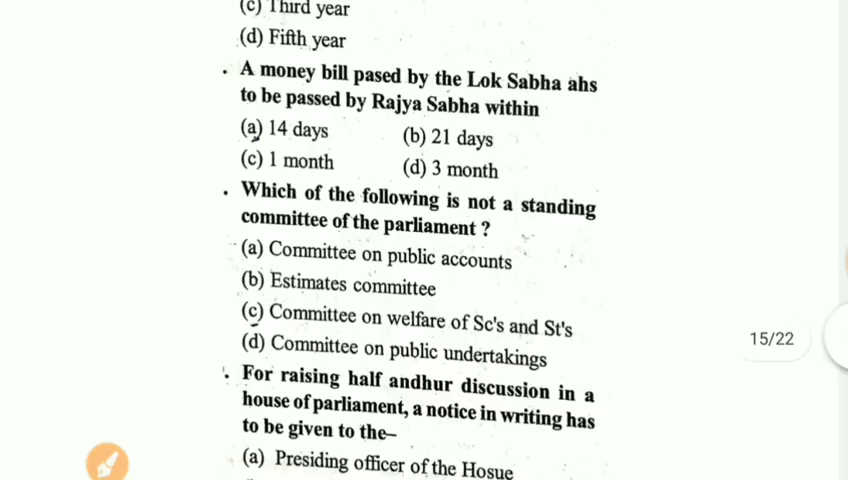 (c) Third year
(d) Fifth year
. A money bill pased by the Lok Sabha ahs
to be passed by Rajya Sabha within
(a) 14 days (b) 21 days
(c) 1 month (d) 3 month
. Which of the following is not a standing
committee of the parliament ?
(a) Committee on public accounts
(b) Estimates committee
(c) Committee on welfare of Sc's and St's
(d) Committee on public undertakings
. For raising half andhur discussion in a
house of parliament, a notice in writing has
to be given to the–
(a) Presiding officer of the Hosue
15/22